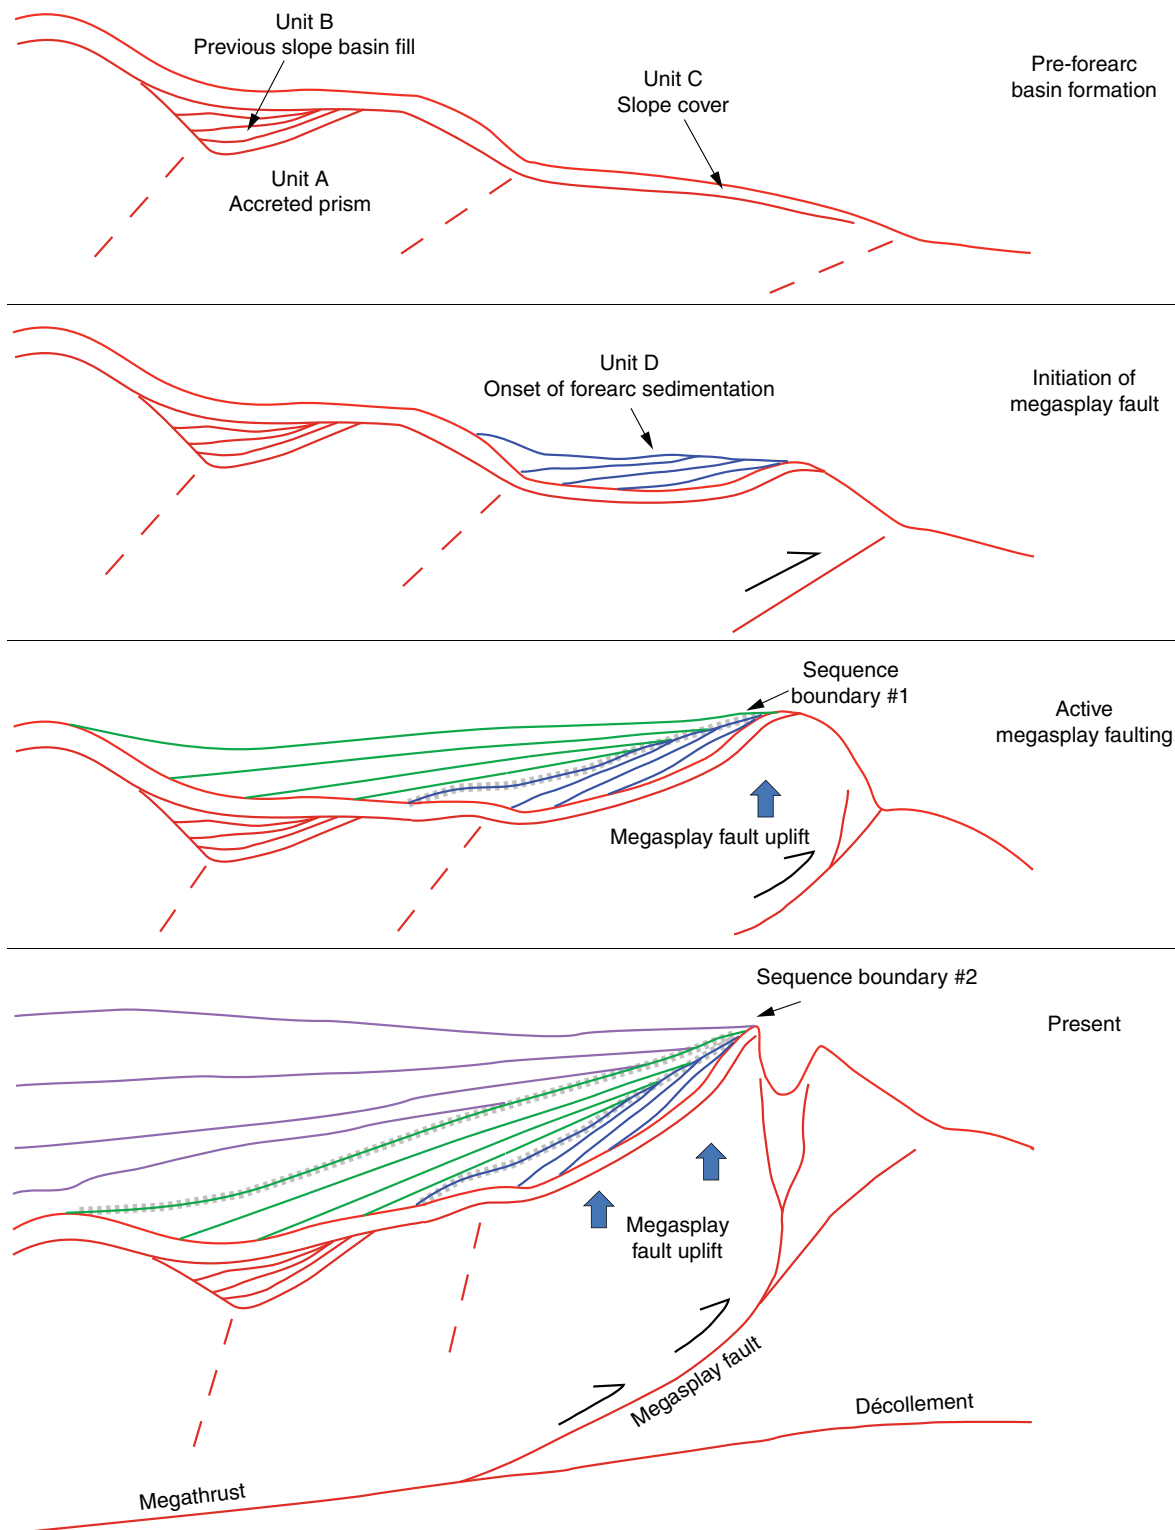 Unit B
Previous slope basin fill
Unit C
Slope cover
Pre-forearc
basin formation
Unit A
Accreted prism
Unit D
Onset of forearc sedimentation
Initiation of
megasplay fault
Sequence
boundary #1
Active
megasplay faulting
Megasplay fault uplift
Sequence boundary #2
Present
Megasplay
fault uplift
Megasplay fault
Décollement
Megathrust